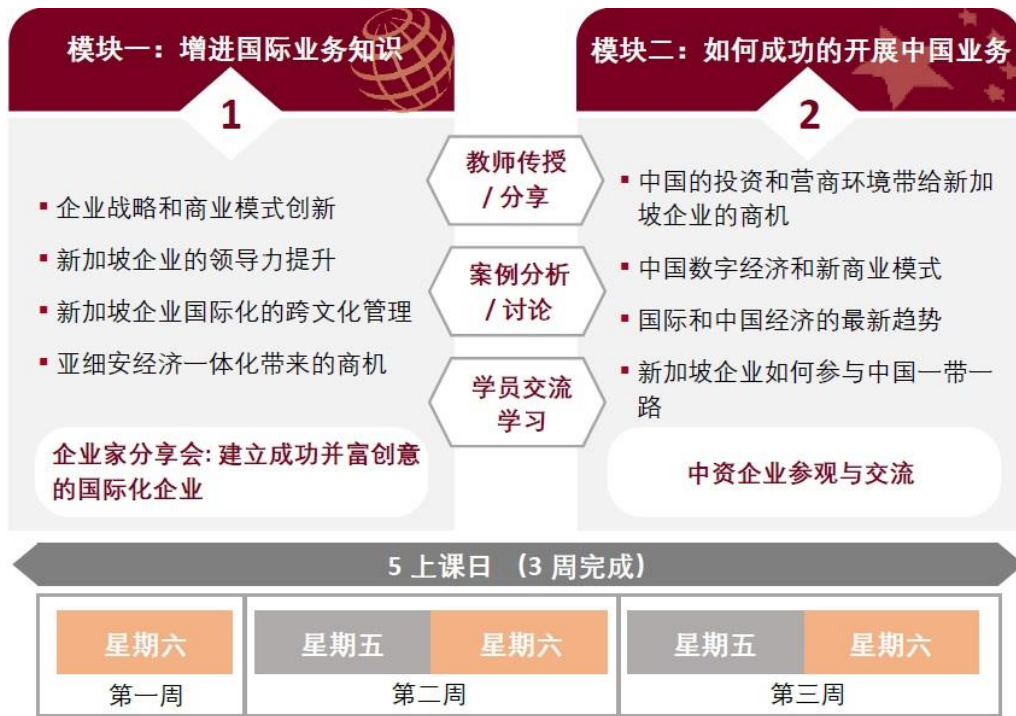 模块一：增进国际业务知识
1
▪ 企业战略和商业模式创新
▪ 新加坡企业的领导力提升
▪ 新加坡企业国际化的跨文化管理
▪ 亚细安经济一体化带来的商机
企业家分享会: 建立成功并富创意
的国际化企业
教师传授
/ 分享
案例分析
/ 讨论
学员交流
学习
模块二：如何成功的开展中国业务
2
▪ 中国的投资和营商环境带给新加
坡企业的商机
▪ 中国数字经济和新商业模式
▪ 国际和中国经济的最新趋势
▪ 新加坡企业如何参与中国一带一
路
中资企业参观与交流
5 上课日 （3 周完成）
星期六
第一周
星期五 星期六
第二周
星期五 星期六
第三周